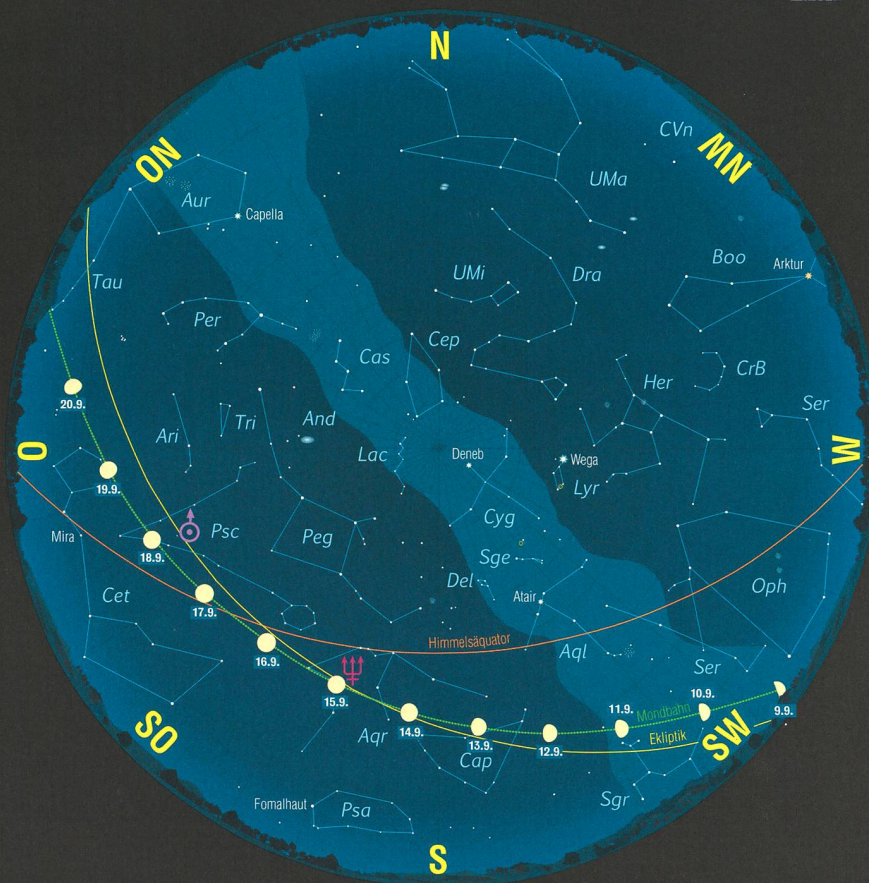 N
NO
NW
CVn
UMa
Aur
Capella
Boo
Arktur
Tau
UMi
Dra
Per
Cep
Cas
Her
CrB
Ser
20.9.
Ari
Tri
And
O
W
Lac
Deneb
Wega
Lyr
19.9.
Cyg
Mira
Psc
Peg
18.9.
Sge
Del
Oph
Cet
Atair
17.9.
Himmelsäquator
Aql
16.9.
Ser
15.9.
10.9.
11.9.
Mondbahn
9.9.
14.9.
Aqr
SO
SW
Ekliptik
13.9.
12.9.
Cap
Sgr
Fomalhaut
Psa
S